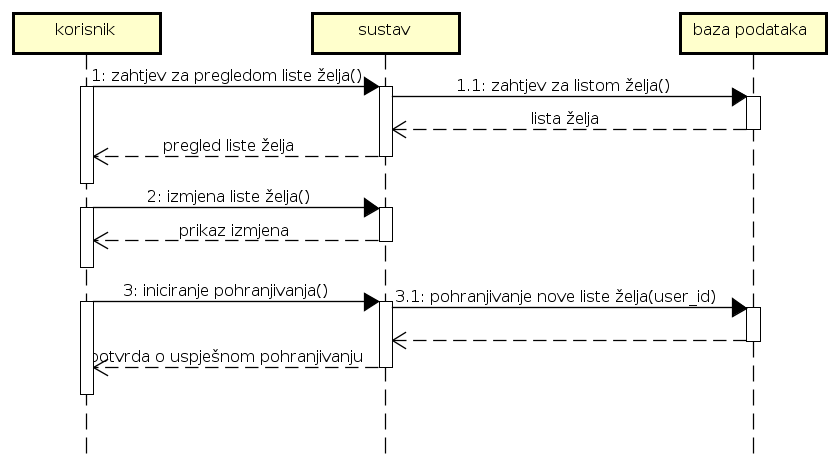 korisnik
sustav
baza podataka
1: zahtjev za pregledom liste želja()
1.1: zahtjev za listom želja()
lista želja
pregled liste želja
2: izmjena liste želja()
prikaz izmjena
3: iniciranje pohranjivanja()
3.1: pohranjivanje nove liste želja(user_id)
potvrda o uspješnom pohranjivanju